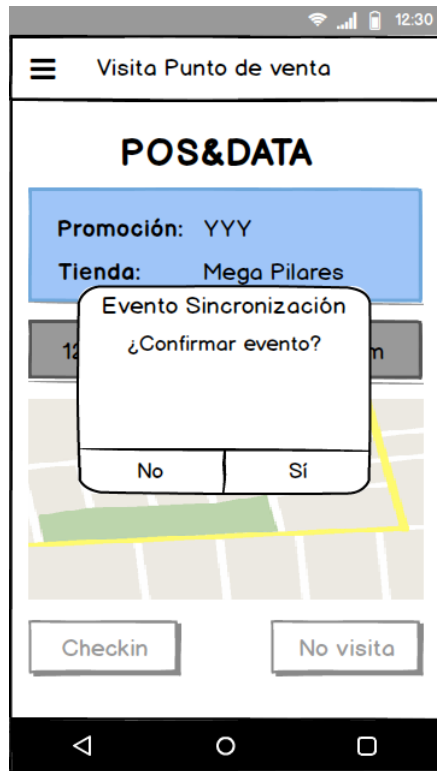 12:30
Visita Punto de venta
POS&DATA
Promoción: YYY
Tienda: Mega Pilares
Evento Sincronización
¿Confirmar evento?
No Sí
Checkin No visita